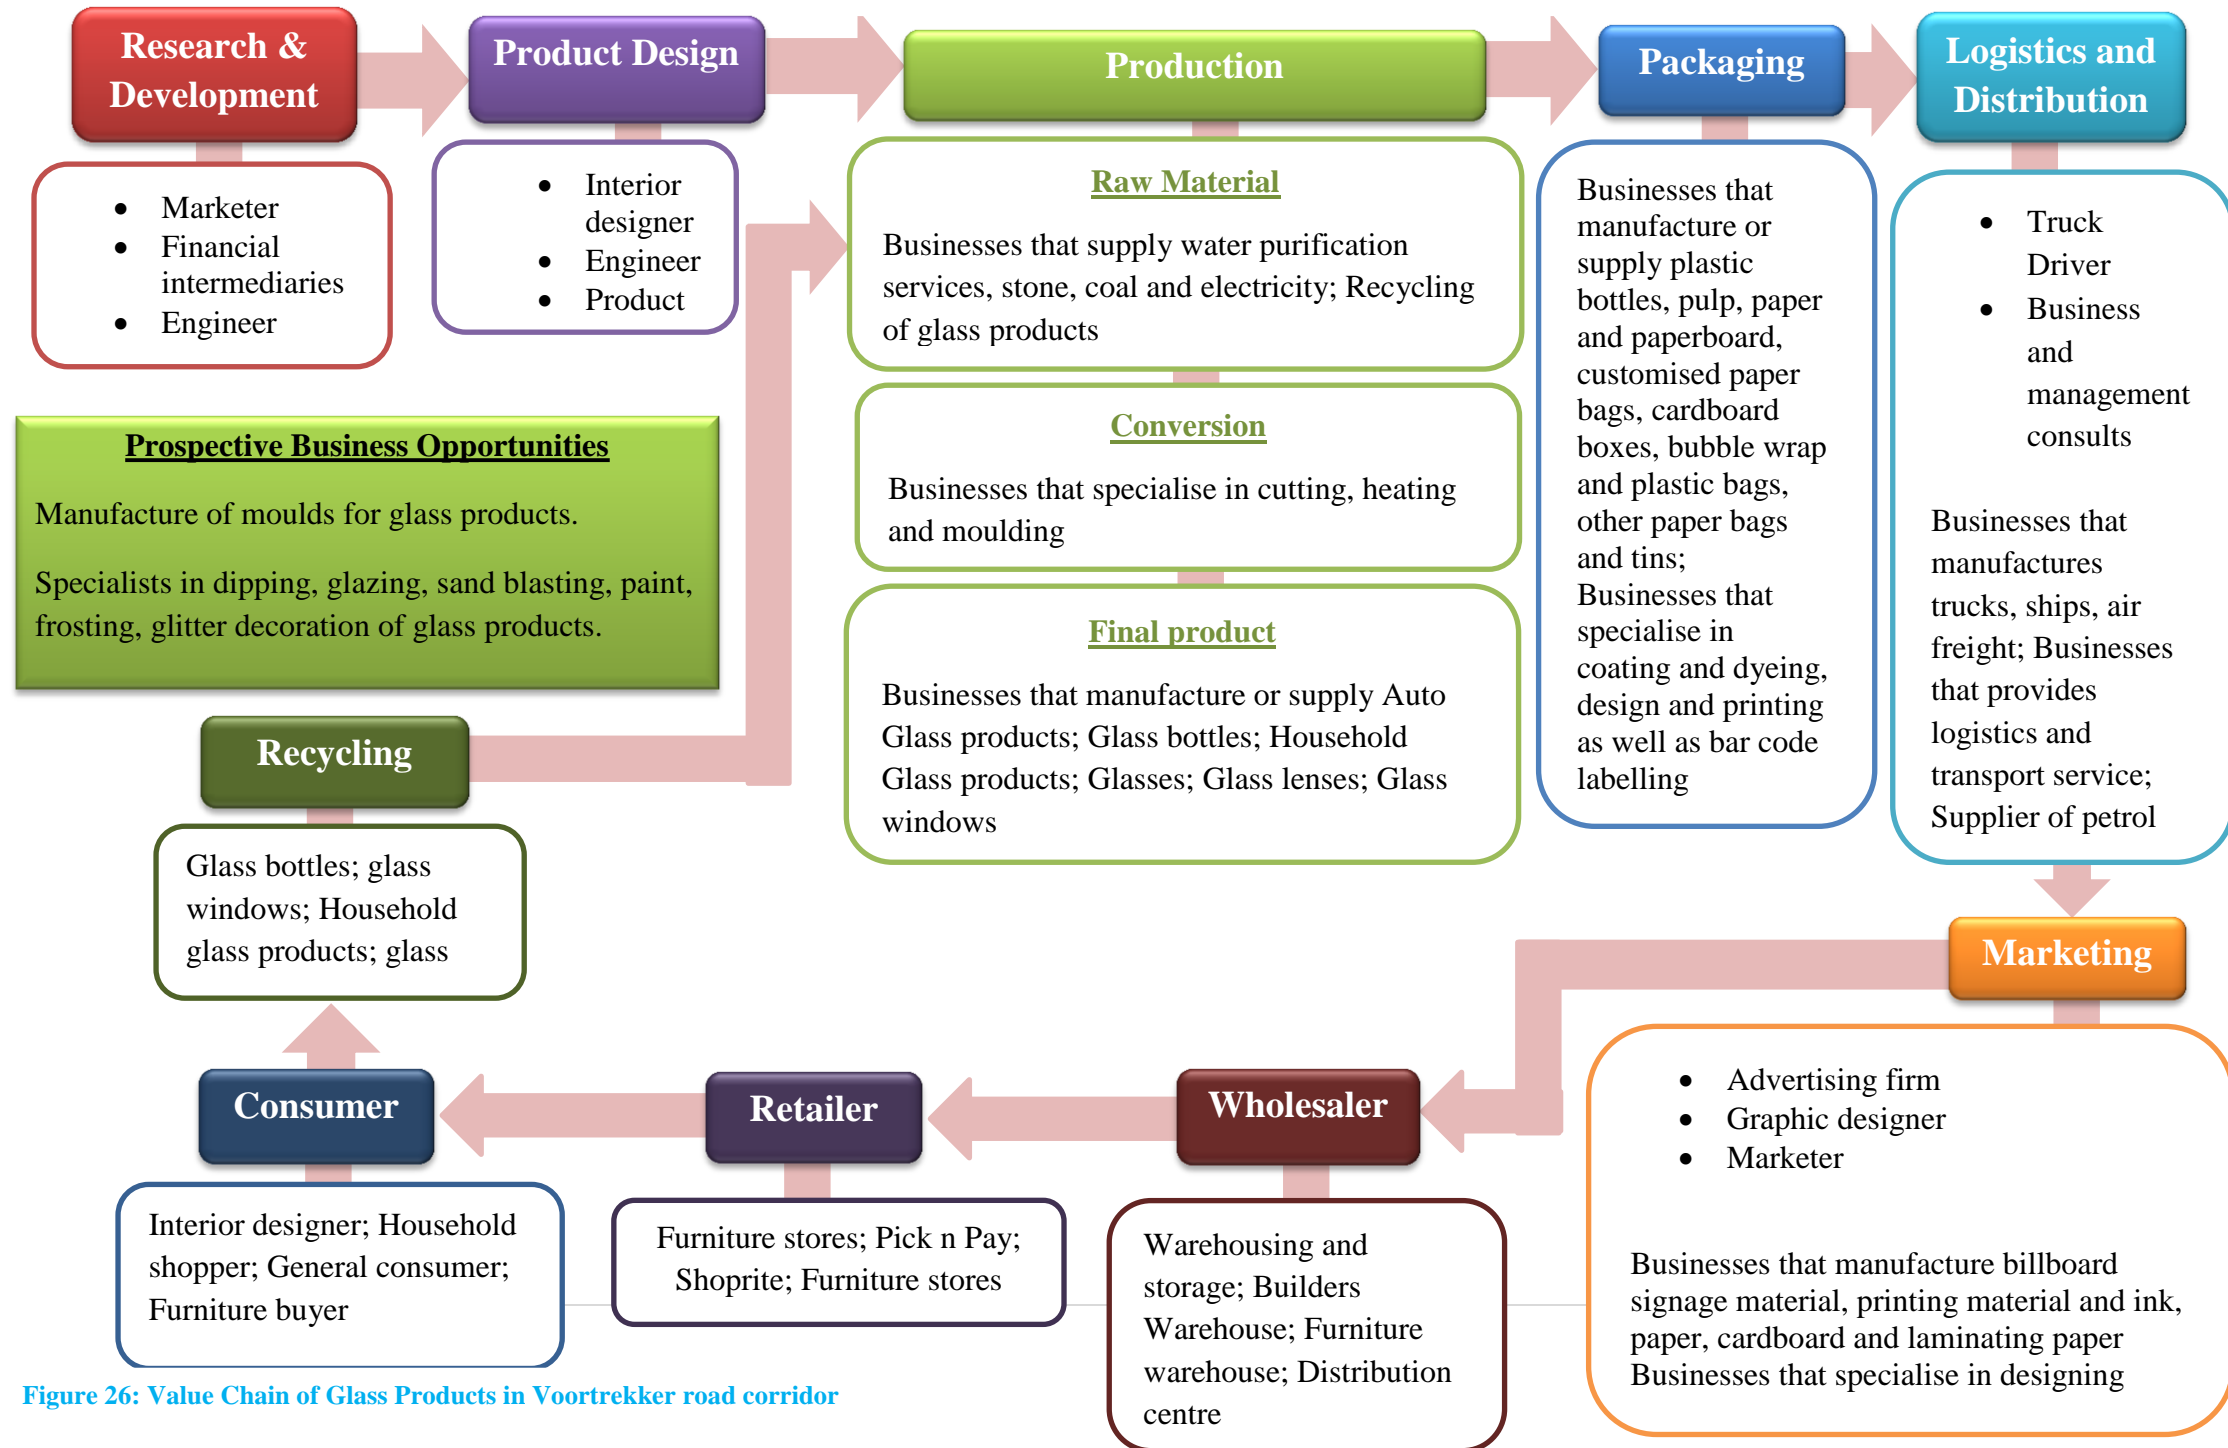 Research &
Development
Product Design
Production
Packaging
Logistics and
Distribution
• Marketer
• Financial
intermediaries
• Engineer
• Interior
designer
• Engineer
• Product
Raw Material
Businesses that supply water purification
services, stone, coal and electricity; Recycling
of glass products
Conversion
Businesses that specialise in cutting, heating
and moulding
Final product
Businesses that manufacture or supply Auto
Glass products; Glass bottles; Household
Glass products; Glasses; Glass lenses; Glass
windows
Businesses that
manufacture or
supply plastic
bottles, pulp, paper
and paperboard,
customised paper
bags, cardboard
boxes, bubble wrap
and plastic bags,
other paper bags
and tins;
Businesses that
specialise in
coating and dyeing,
design and printing
as well as bar code
labelling
• Truck
Driver
• Business
and
management
consults
Businesses that
manufactures
trucks, ships, air
freight; Businesses
that provides
logistics and
transport service;
Supplier of petrol
Prospective Business Opportunities
Manufacture of moulds for glass products.
Specialists in dipping, glazing, sand blasting, paint,
frosting, glitter decoration of glass products.
Recycling
Glass bottles; glass
windows; Household
glass products; glass
Marketing
• Advertising firm
• Graphic designer
• Marketer
Businesses that manufacture billboard
signage material, printing material and ink,
paper, cardboard and laminating paper
Businesses that specialise in designing
Wholesaler
Warehousing and
storage; Builders
Warehouse; Furniture
warehouse; Distribution
centre
Retailer
Furniture stores; Pick n Pay;
Shoprite; Furniture stores
Consumer
Interior designer; Household
shopper; General consumer;
Furniture buyer
Figure 26: Value Chain of Glass Products in Voortrekker road corridor